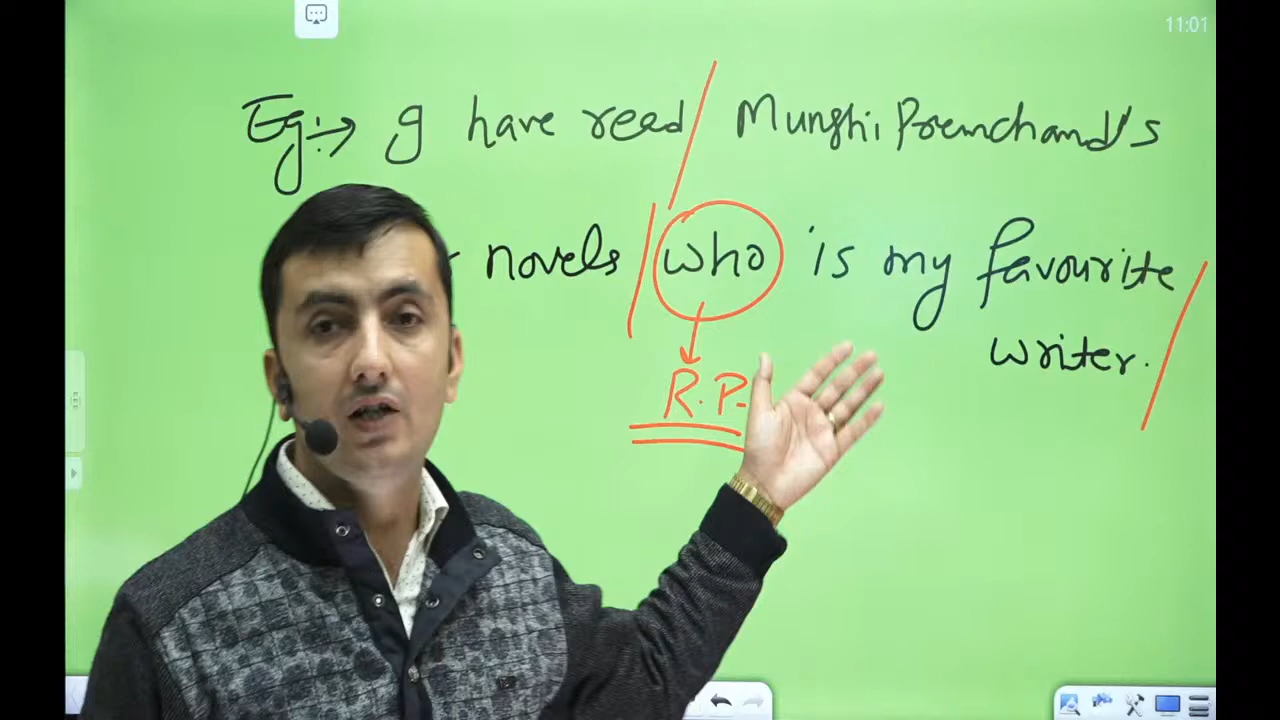 11:01
Eg:→ I have read / Munshi Premchand's
novels / who is my favourite /
writer.
R.P.